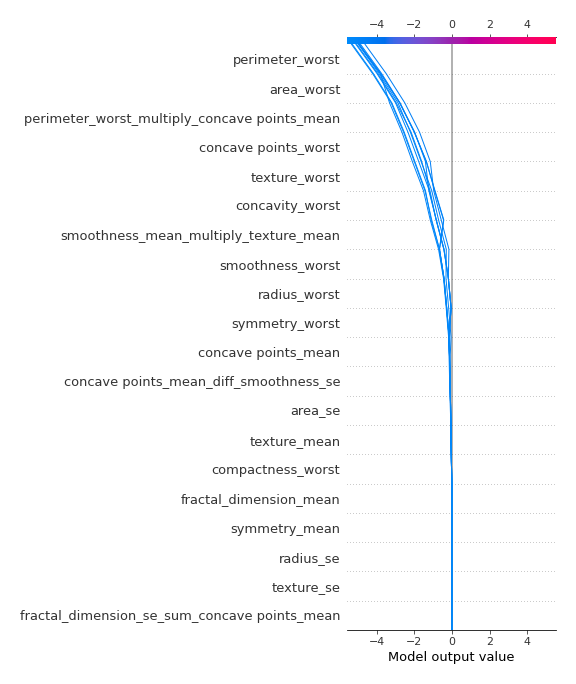 −4 −2 0 2 4
perimeter_worst
area_worst
perimeter_worst_multiply_concave points_mean
concave points_worst
texture_worst
concavity_worst
smoothness_mean_multiply_texture_mean
smoothness_worst
radius_worst
symmetry_worst
concave points_mean
concave points_mean_diff_smoothness_se
area_se
texture_mean
compactness_worst
fractal_dimension_mean
symmetry_mean
radius_se
texture_se
fractal_dimension_se_sum_concave points_mean
−4 −2 0 2 4
Model output value